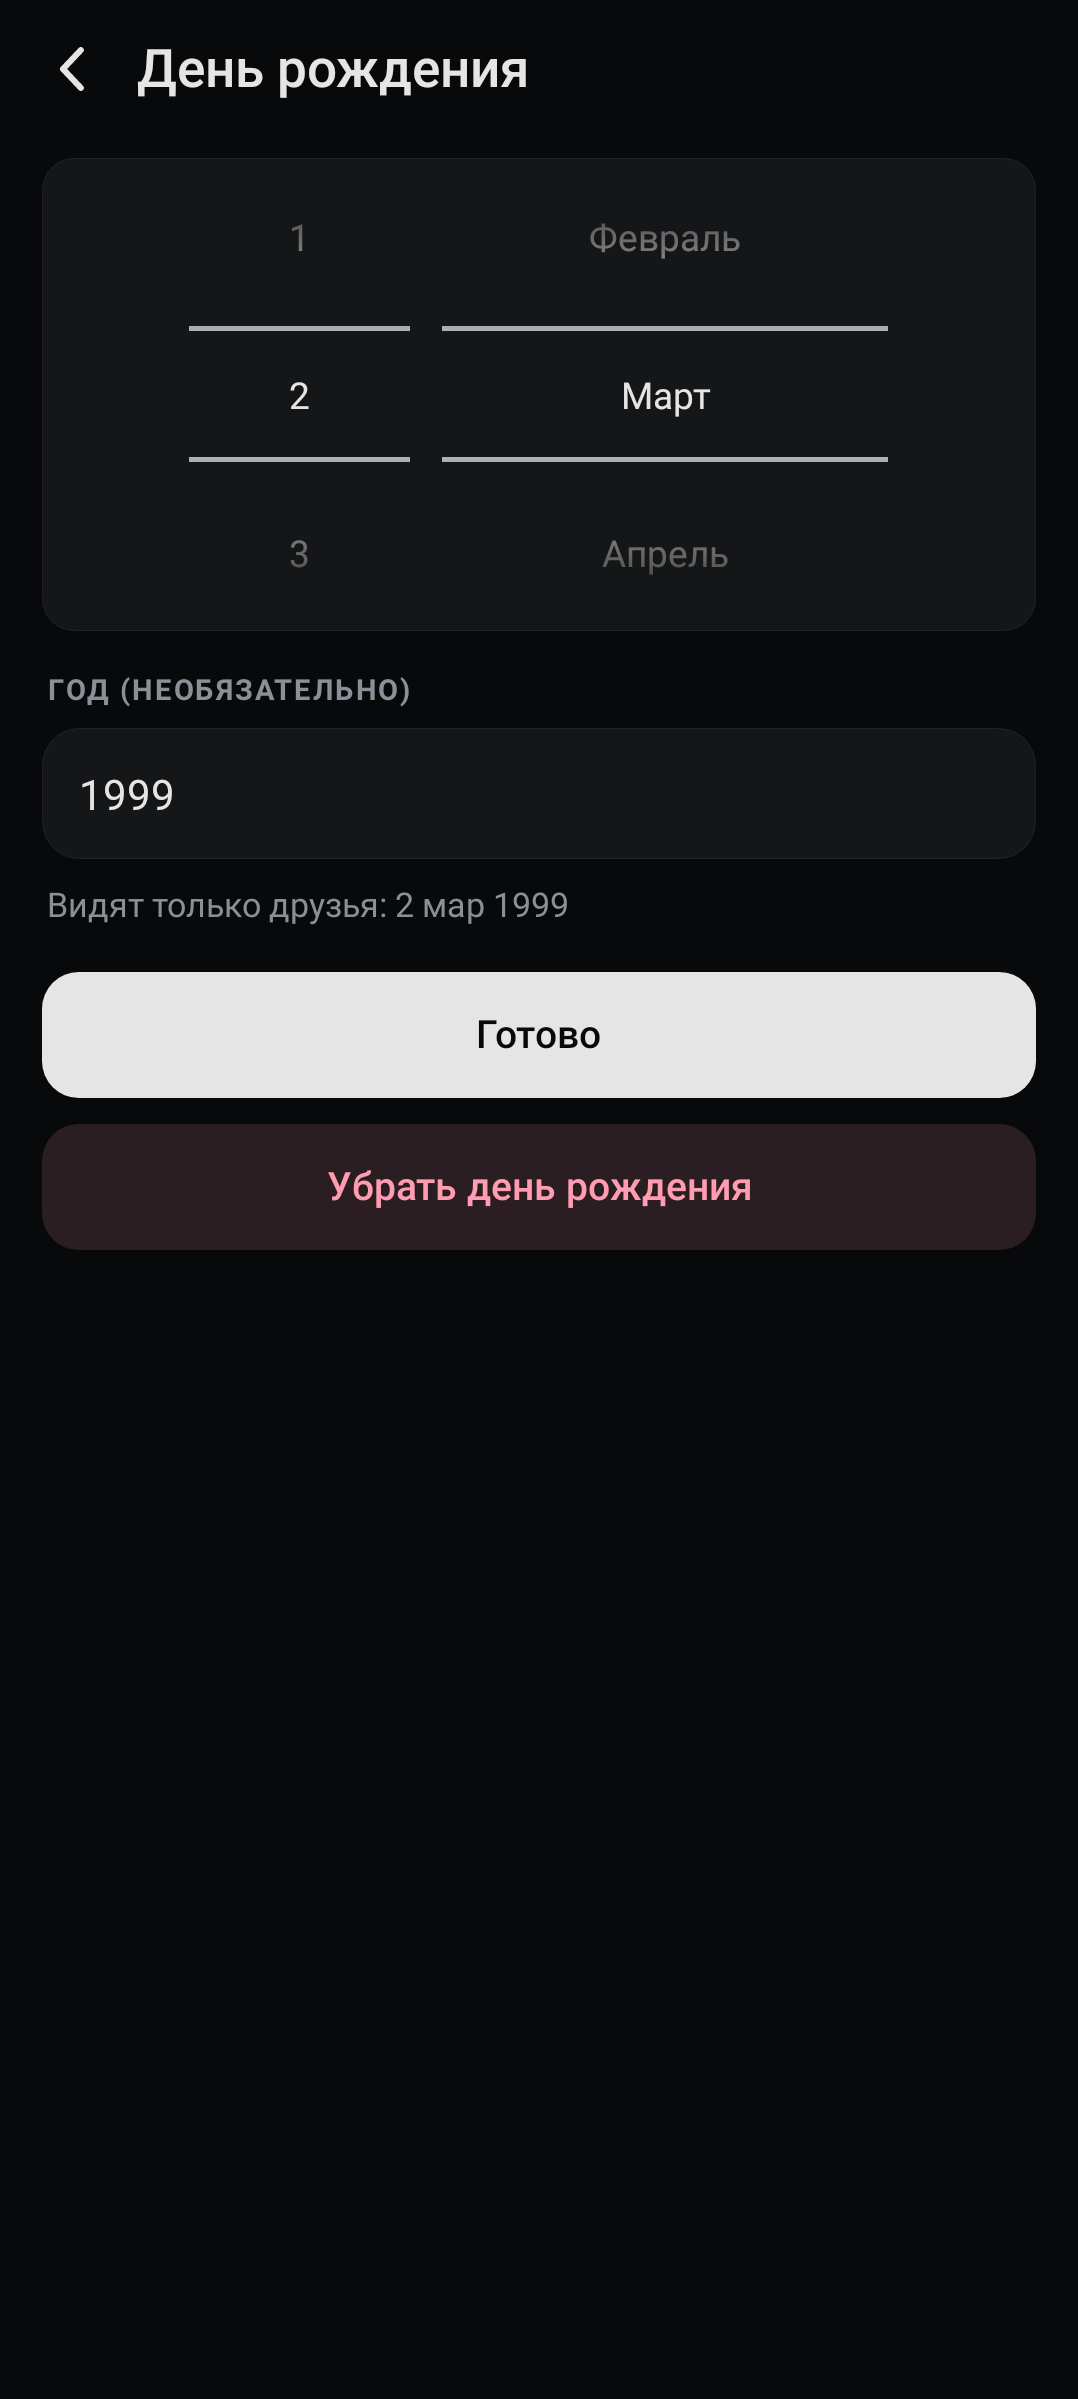 День рождения
1 Февраль
2 Март
3 Апрель
ГОД (НЕОБЯЗАТЕЛЬНО)
1999
Видят только друзья: 2 мар 1999
Готово
Убрать день рождения